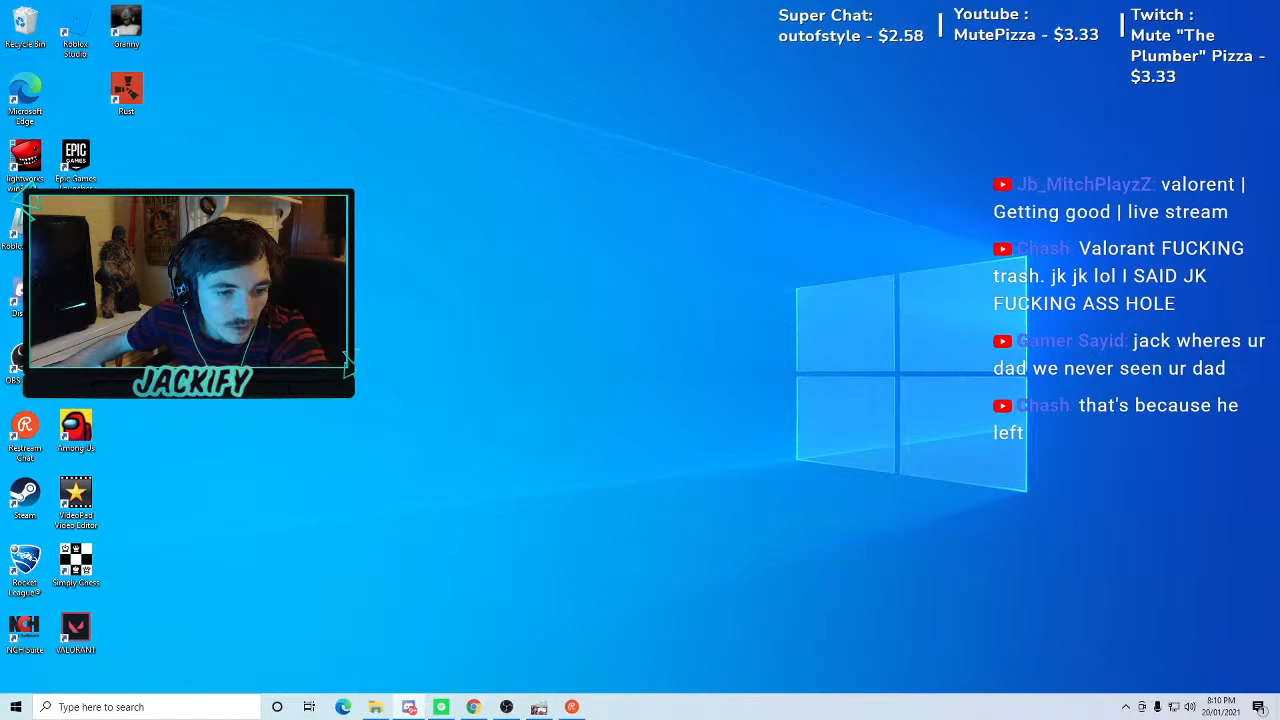 Super Chat:
outofstyle - $2.58
Youtube :
MutePizza - $3.33
Twitch :
Mute "The
Plumber" Pizza -
$3.33
Recycle Bin
Roblox
Studio
Granny
Microsoft
Edge
Rust
lightworks
EPIC
GAMES
Epic Games
JACKIFY
Jb_MitchPlayzZ: valorent |
Getting good | live stream
Chash: Valorant FUCKING
trash. jk jk lol I SAID JK
FUCKING ASS HOLE
Gamer Sayid: jack wheres ur
dad we never seen ur dad
Chash: that's because he
left
Restream
Chat
Among Us
Steam
VideoPad
Video Editor
Rocket
League®
Simply Chess
NCH
NCH Suite
VALORANT
Type here to search
8:10 PM
20/01/2021